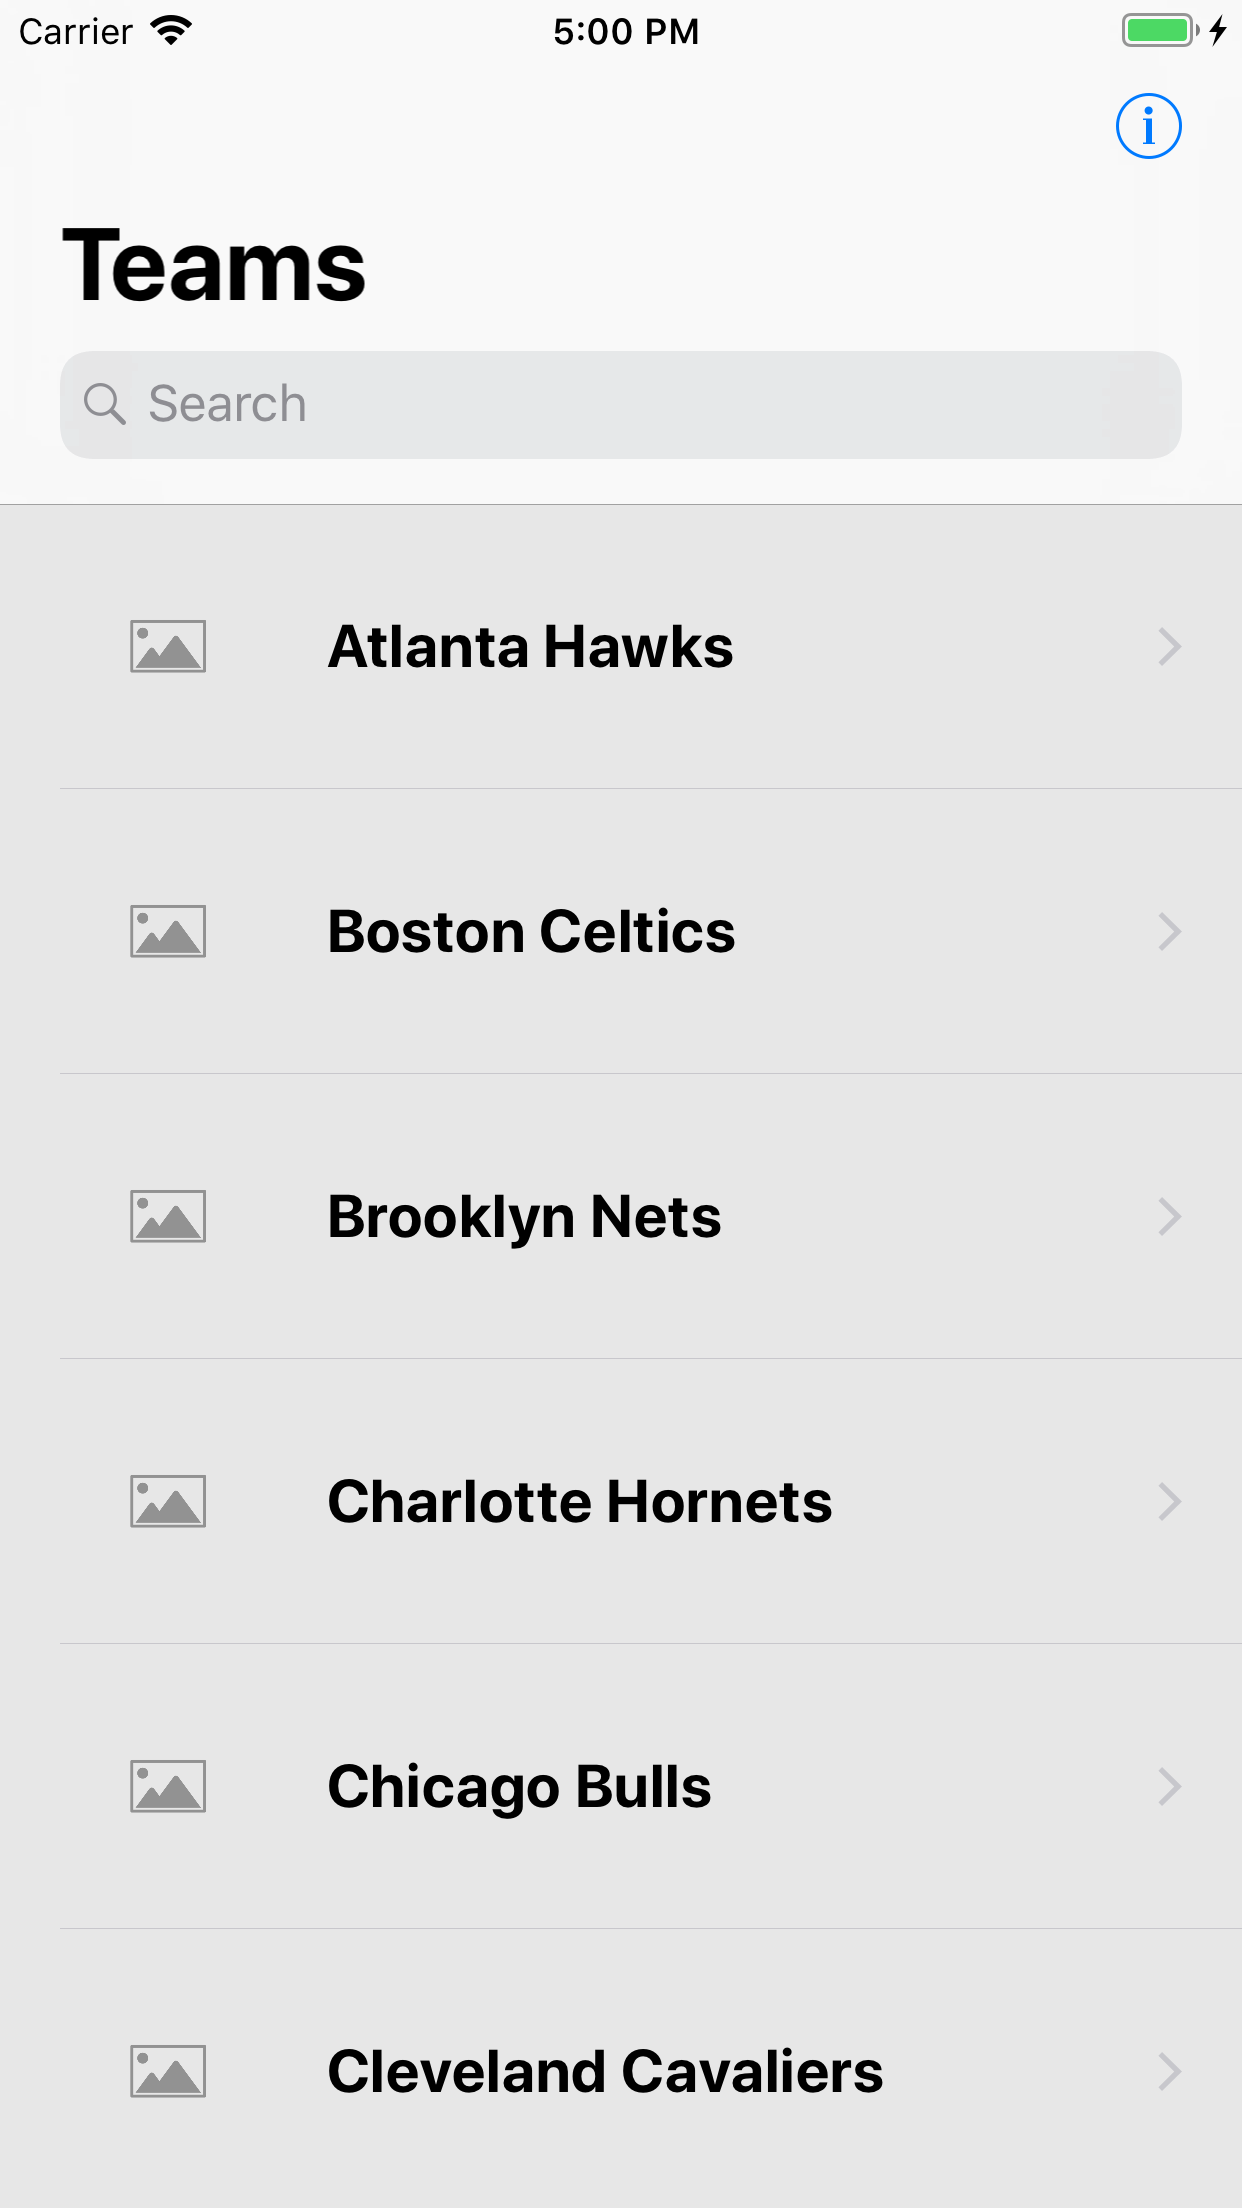 Carrier 5:00 PM
Teams
Search
Atlanta Hawks
Boston Celtics
Brooklyn Nets
Charlotte Hornets
Chicago Bulls
Cleveland Cavaliers